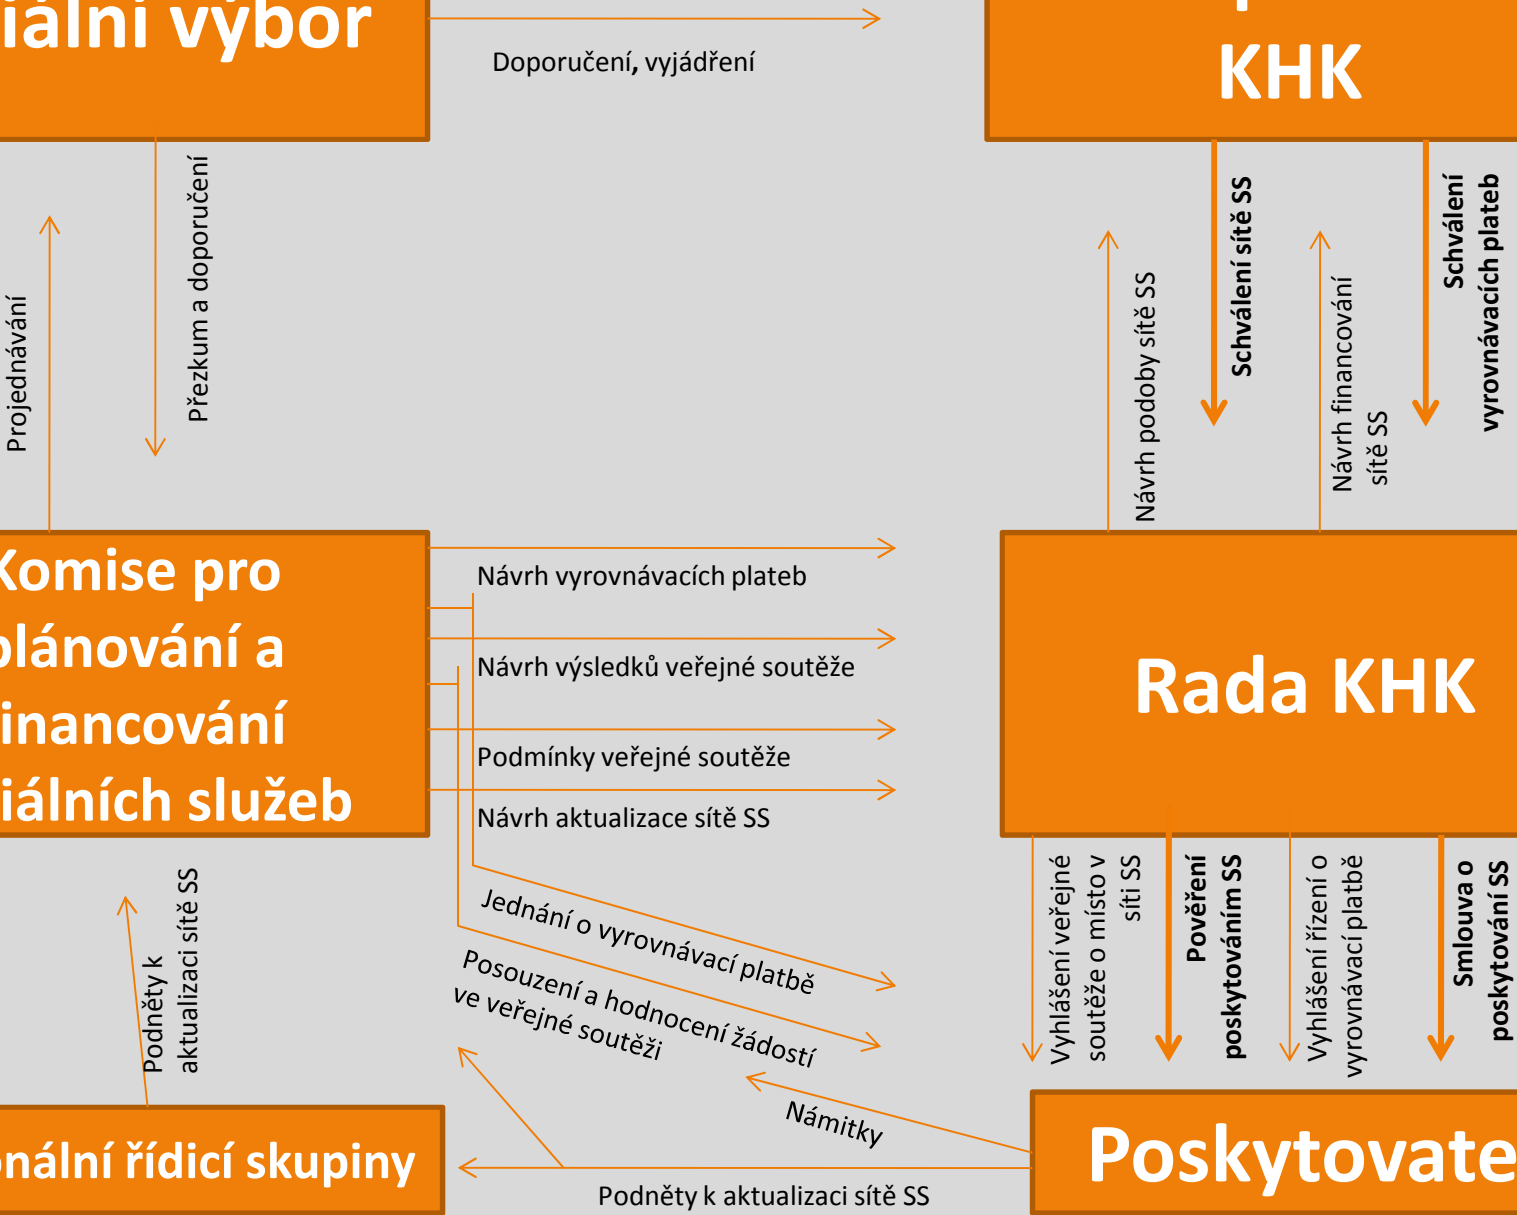 iální výbor
KHK
Doporučení, vyjádření
Projednávání
Přezkum a doporučení
Návrh podoby sítě SS
Schválení sítě SS
Návrh financování
sítě SS
Schválení
vyrovnávacích plateb
Komise pro
plánování a
inancování
iálních služeb
Návrh vyrovnávacích plateb
Návrh výsledků veřejné soutěže
Podmínky veřejné soutěže
Návrh aktualizace sítě SS
Rada KHK
Jednání o vyrovnávací platbě
Posouzení a hodnocení žádostí
ve veřejné soutěži
Podněty k
aktualizaci sítě SS
Vyhlášení veřejné
soutěže o místo v
síti SS
Pověření
poskytováním SS
Vyhlášení řízení o
vyrovnávací platbě
Smlouva o
poskytování SS
Námitky
onální řídicí skupiny
Podněty k aktualizaci sítě SS
Poskytovate